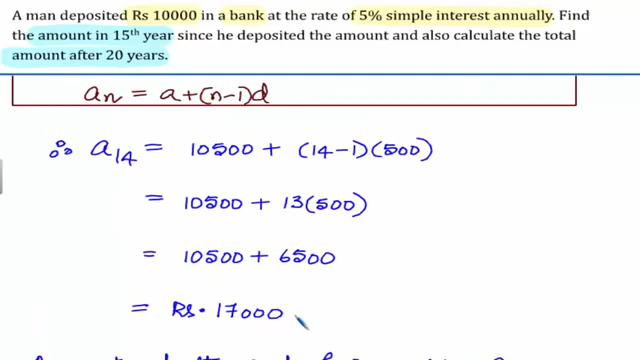 A man deposited Rs 10000 in a bank at the rate of 5% simple interest annually. Find
the amount in 15th year since he deposited the amount and also calculate the total
amount after 20 years.
an = a+(n-1)d
∴ a14 = 10500 + (14-1)(500)
= 10500 + 13(500)
= 10500 + 6500
= Rs. 17000